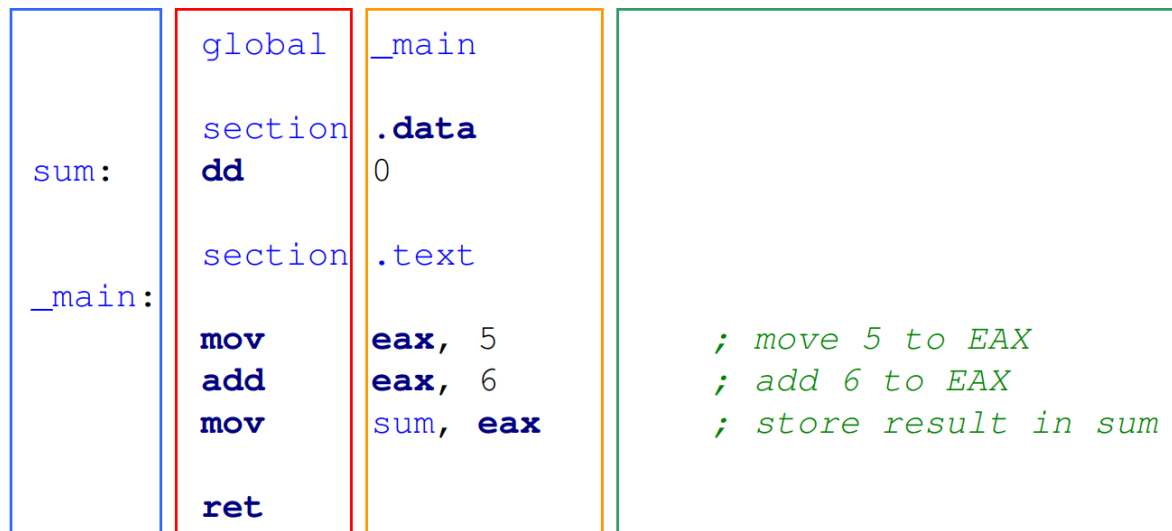 global _main
section .data
sum: dd 0
section .text
_main:
mov eax, 5 ; move 5 to EAX
add eax, 6 ; add 6 to EAX
mov sum, eax ; store result in sum
ret